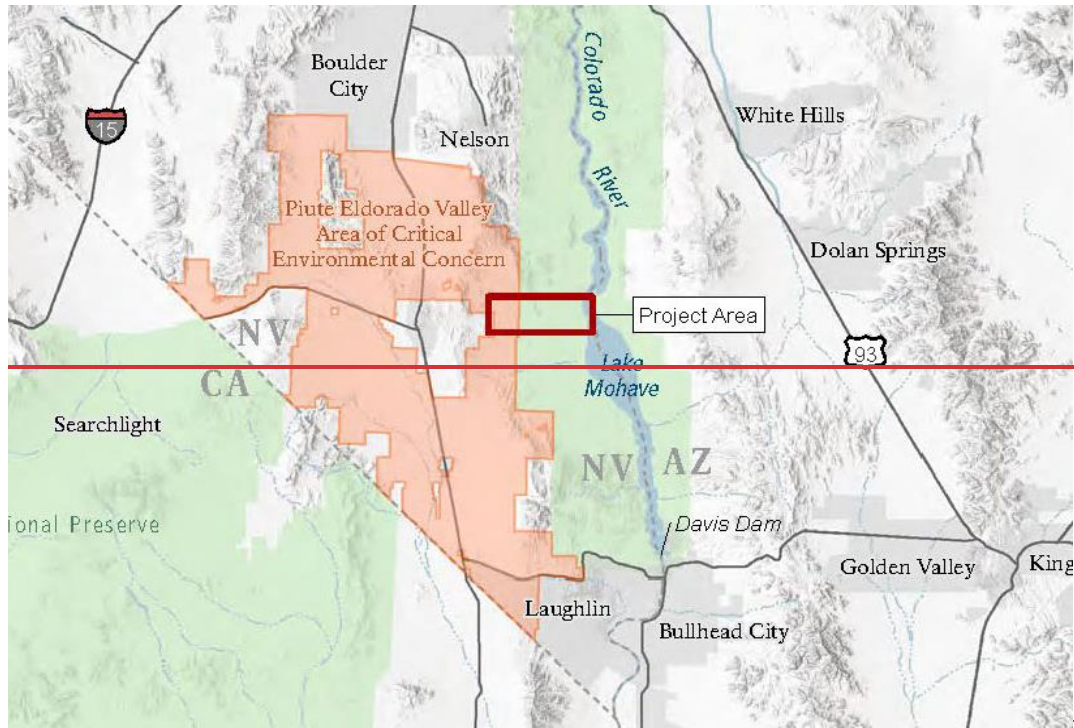 Boulder
City
15
Nelson
Colorado
River
White Hills
Piute Eldorado Valley
Area of Critical
Environmental Concern
Dolan Springs
Project Area
NV
93
CA
Lake
Mohave
Searchlight
NV
AZ
ional Preserve
Davis Dam
Golden Valley
King
Laughlin
Bullhead City